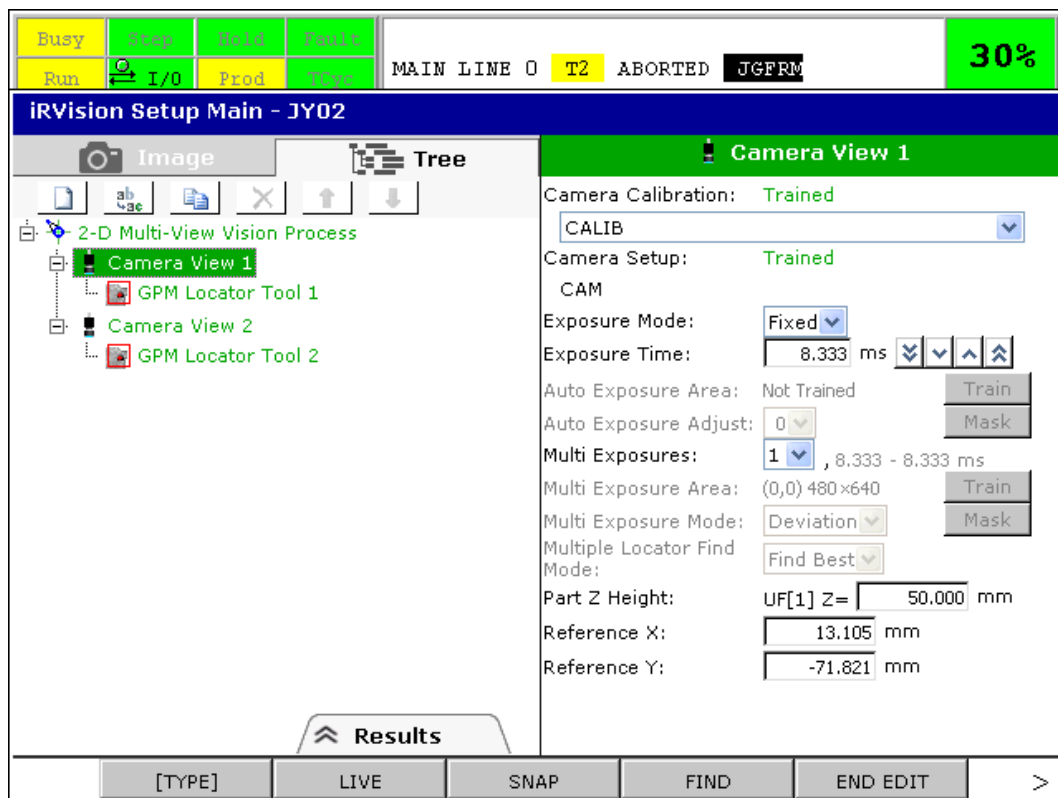 Busy Step Hold Fault
Run I/O Prod TCyc
MAIN LINE 0 T2 ABORTED JGFRM
30%
iRVision Setup Main - JY02
Image Tree
Camera View 1
ab
ac
2-D Multi-View Vision Process
Camera View 1
GPM Locator Tool 1
Camera View 2
GPM Locator Tool 2
Camera Calibration: Trained
CALIB
Camera Setup: Trained
CAM
Exposure Mode: Fixed
Exposure Time: 8.333 ms
Auto Exposure Area: Not Trained Train
Auto Exposure Adjust: 0 Mask
Multi Exposures: 1 , 8.333 - 8.333 ms
Multi Exposure Area: (0,0) 480×640 Train
Multi Exposure Mode: Deviation Mask
Multiple Locator Find
Mode: Find Best
Part Z Height: UF[1] Z= 50.000 mm
Reference X: 13.105 mm
Reference Y: -71.821 mm
Results
[TYPE] LIVE SNAP FIND END EDIT >